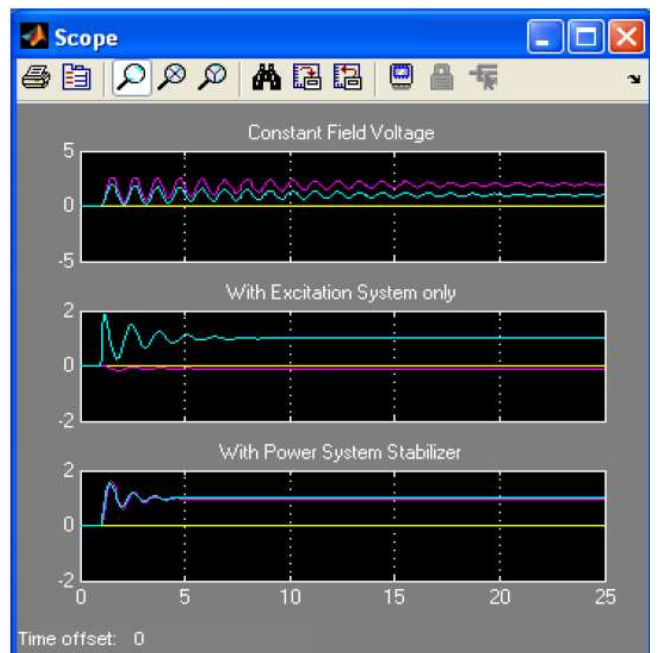 Scope
Constant Field Voltage
5
0
-5
With Excitation System only
2
0
-2
With Power System Stabilizer
2
0
-2
0 5 10 15 20 25
Time offset: 0